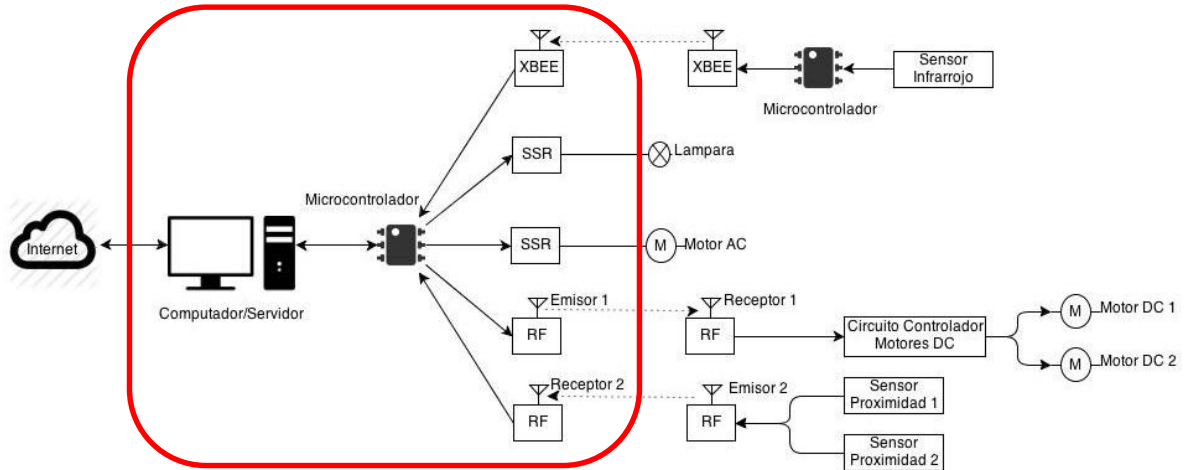 XBEE
XBEE
Sensor
Infrarrojo
Microcontrolador
SSR
Lampara
Microcontrolador
Internet
SSR
M
Motor AC
Computador/Servidor
Emisor 1
Receptor 1
RF
RF
Circuito Controlador
Motores DC
M
Motor DC 1
M
Motor DC 2
Receptor 2
Emisor 2
RF
RF
Sensor
Proximidad 1
Sensor
Proximidad 2